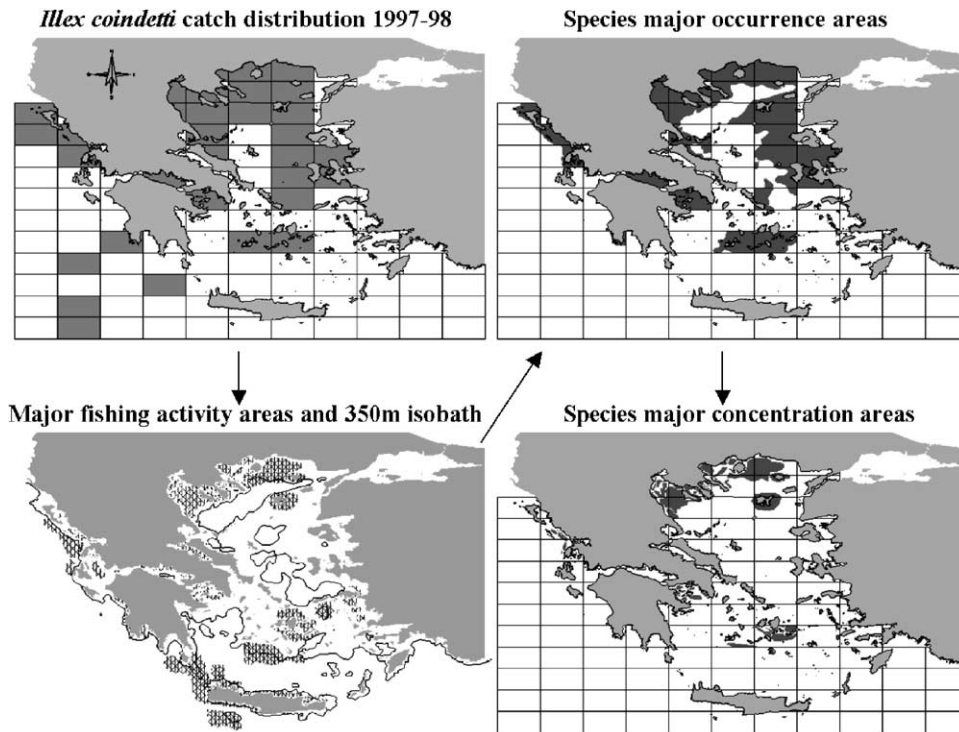 Illex coindetti catch distribution 1997-98
Species major occurrence areas
Major fishing activity areas and 350m isobath
Species major concentration areas